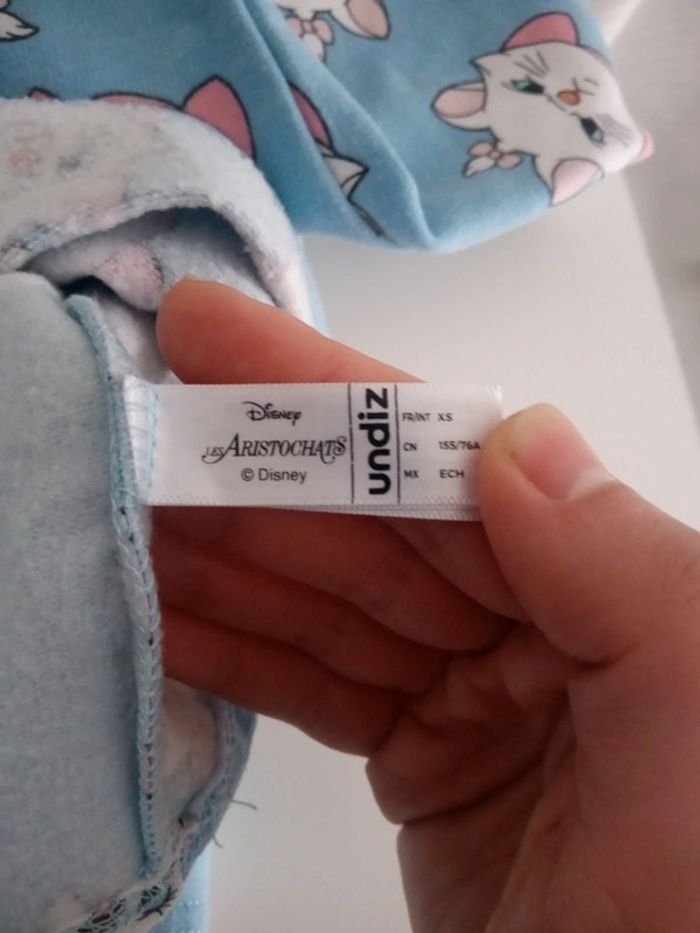 Disney
LES ARISTOCHATS
© Disney
undiz
FR/INT XS
CN 155/76A
MX ECH